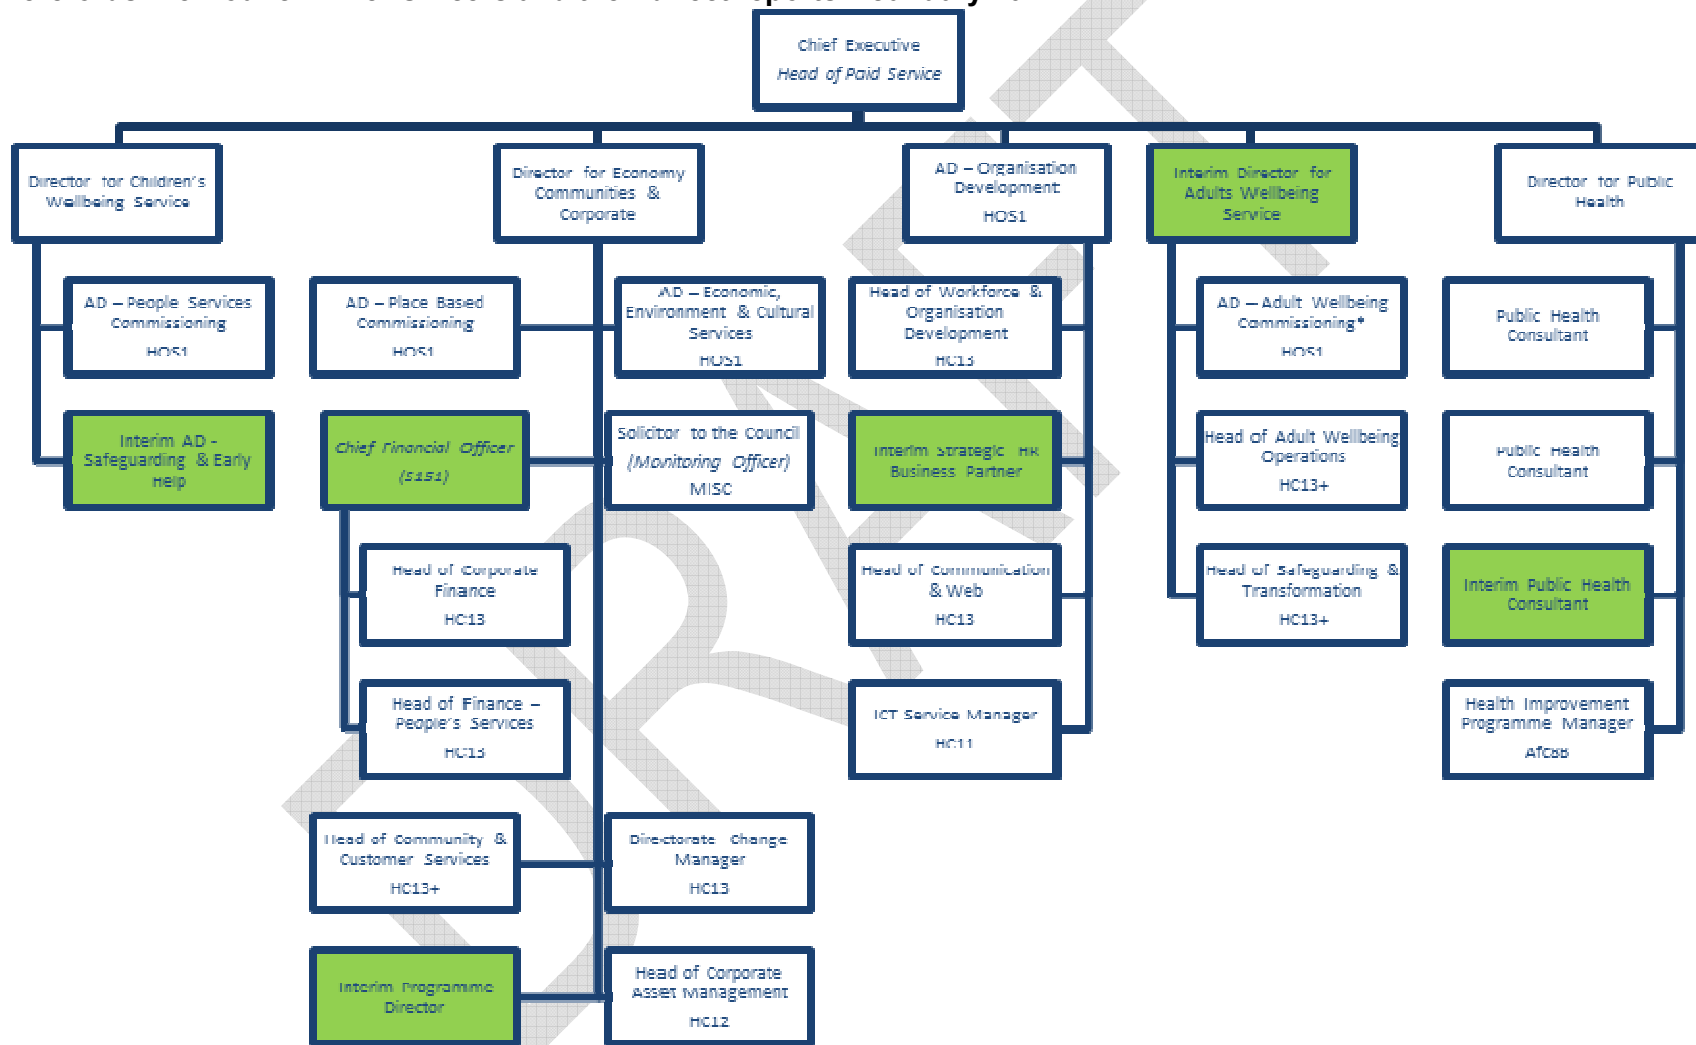 Chief Executive
Head of Paid Service
Director for Children's
Wellbeing Service
Director for Economy
Communities &
Corporate
AD – Organisation
Development
HOS1
Interim Director for
Adults Wellbeing
Service
Director for Public
Health
AD – People Services
Commissioning
HOS1
AD – Place Based
Commissioning
HOS1
AD – Economic,
Environment & Cultural
Services
HOS1
Head of Workforce &
Organisation
Development
HC13
AD – Adult Wellbeing
Commissioning*
HOS1
Public Health
Consultant
Interim AD -
Safeguarding & Early
Help
Chief Financial Officer
(S151)
Solicitor to the Council
(Monitoring Officer)
MISC
Interim Strategic HR
Business Partner
Head of Adult Wellbeing
Operations
HC13+
Public Health
Consultant
Head of Corporate
Finance
HC13
Head of Communication
& Web
HC13
Head of Safeguarding &
Transformation
HC13+
Interim Public Health
Consultant
Head of Finance –
People's Services
HC13
ICT Service Manager
HC11
Health Improvement
Programme Manager
AfC8B
Head of Community &
Customer Services
HC13+
Directorate Change
Manager
HC13
Interim Programme
Director
Head of Corporate
Asset Management
HC12
DRAFT